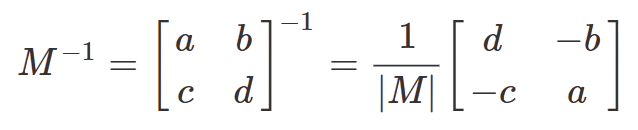 M^{-1} = \begin{bmatrix} a & b \\ c & d \end{bmatrix}^{-1} = \frac{1}{|M|} \begin{bmatrix} d & -b \\ -c & a \end{bmatrix}